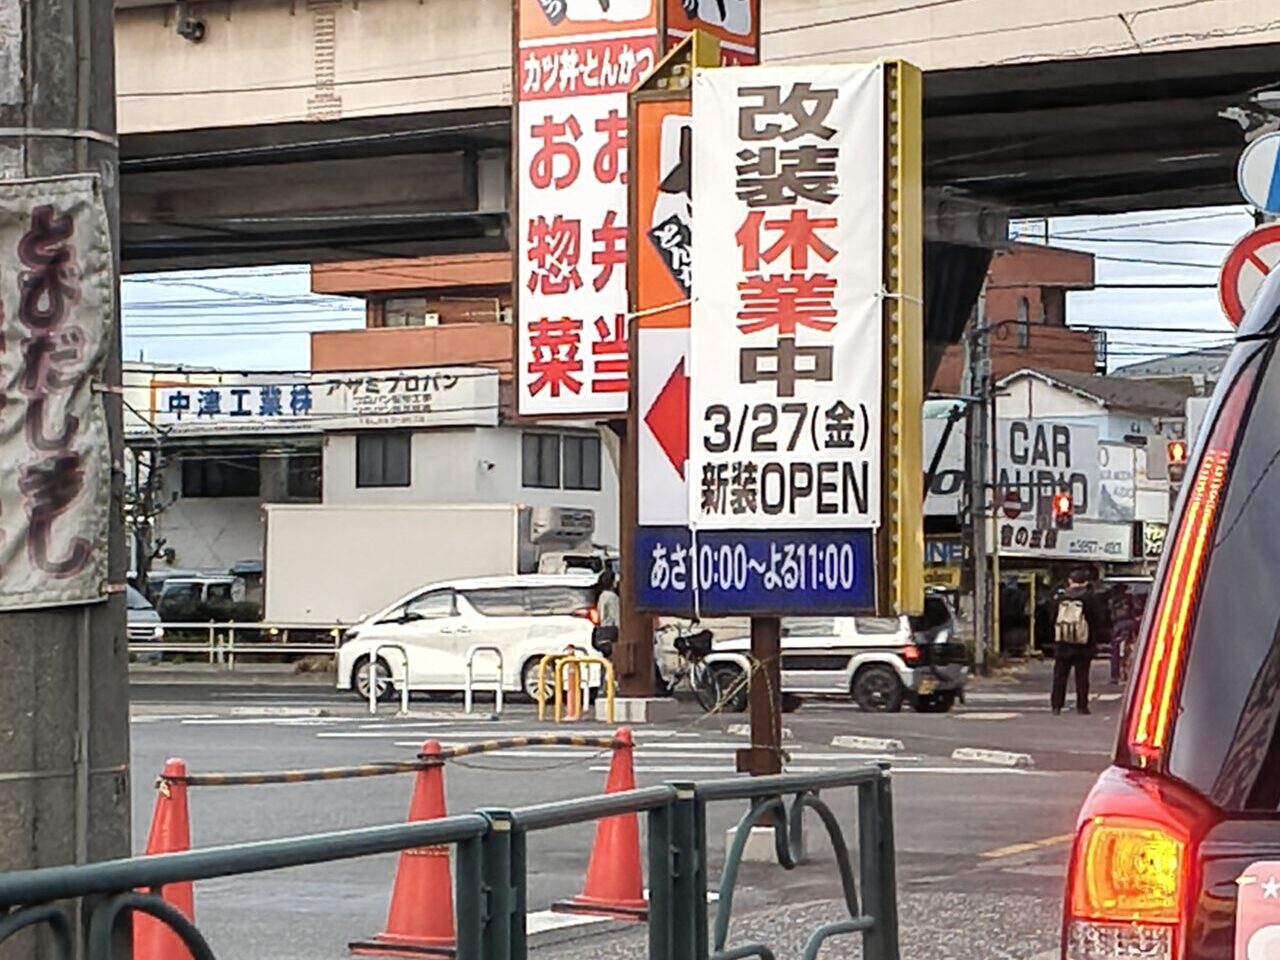 とびだしきし
カツ丼・とんかつ
お惣菜
お弁当
改装
休業
中
3/27(金)
新装OPEN
あさ10:00～よる11:00
中津工業株
アサミプロパン
CAR
AUDIO